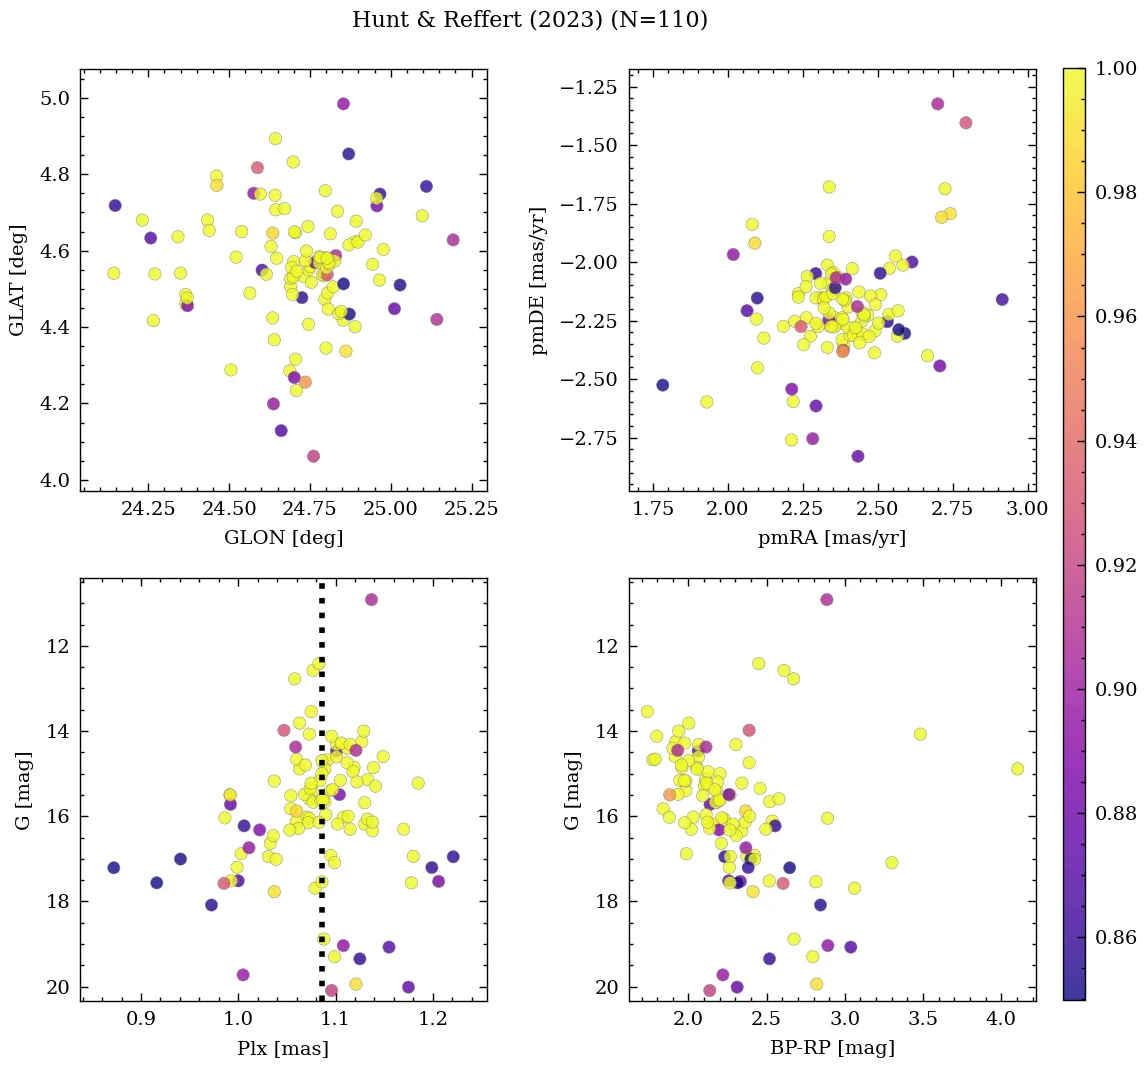 Hunt & Reffert (2023) (N=110)
5.0
4.8
4.6
4.4
4.2
4.0
GLAT [deg]
24.25 24.50 24.75 25.00 25.25
GLON [deg]
−1.25
−1.50
−1.75
−2.00
−2.25
−2.50
−2.75
pmDE [mas/yr]
1.75 2.00 2.25 2.50 2.75 3.00
pmRA [mas/yr]
12
14
16
18
20
G [mag]
0.9 1.0 1.1 1.2
Plx [mas]
12
14
16
18
20
G [mag]
2.0 2.5 3.0 3.5 4.0
BP-RP [mag]
1.00
0.98
0.96
0.94
0.92
0.90
0.88
0.86